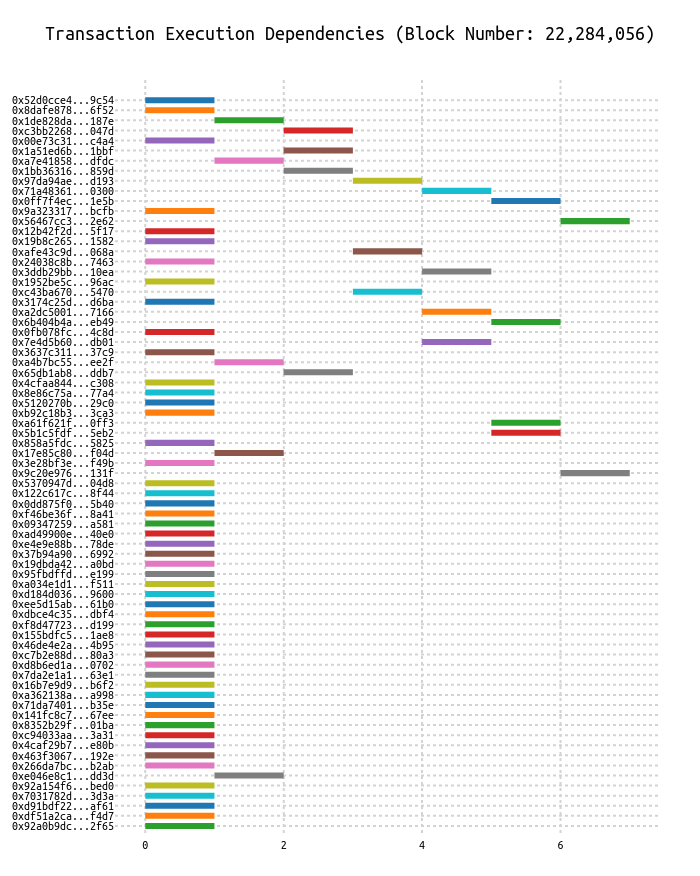 Transaction Execution Dependencies (Block Number: 22,284,056)
0x52d0cce4...9c54
0x8dafe878...6f52
0x1de828da...187e
0xc3bb2268...047d
0x00e73c31...c4a4
0x1a51ed6b...1bbf
0xa7e41858...dfdc
0x1bb36316...859d
0x97da94ae...d193
0x71a48361...0300
0x0ff7f4ec...1e5b
0x9a323317...bcfb
0x56467cc3...2e62
0x12b42f2d...5f17
0x19b8c265...1582
0xafe43c9d...068a
0x24038c8b...7463
0x3ddb29bb...10ea
0x1952be5c...96ac
0xc43ba670...5470
0x3174c25d...d6ba
0xa2dc5001...7166
0x6b404b4a...eb49
0x0fb078fc...4c8d
0x7e4d5b60...db01
0x3637c311...37c9
0xa4b7bc55...ee2f
0x65db1ab8...ddb7
0x4cfaa844...c308
0x8e86c75a...77a4
0x5120270b...29c0
0xb92c18b3...3ca3
0xa61f621f...0ff3
0x5b1c5fdf...5eb2
0x858a5fdc...5825
0x17e85c80...f04d
0x3e28bf3e...f49b
0x9c20e976...131f
0x5370947d...04d8
0x122c617c...8f44
0x0dd875f0...5b40
0xf46be36f...8a41
0x09347259...a581
0xad49900e...40e0
0xe4e9e88b...78de
0x37b94a90...6992
0x19dbda42...a0bd
0x95fbdffd...e199
0xa034e1d1...f511
0xd184d036...9600
0xee5d15ab...61b0
0xdbce4c35...dbf4
0xf8d47723...d199
0x155bdfc5...1ae8
0x46de4e2a...4b95
0xc7b2e88d...80a3
0xd8b6ed1a...0702
0x7da2e1a1...63e1
0x16b7e9d9...b6f2
0xa362138a...a998
0x71da7401...b35e
0x141fc8c7...67ee
0x8352b29f...01ba
0xc94033aa...3a31
0x4caf29b7...e80b
0x463f3067...192e
0x266da7bc...b2ab
0xe046e8c1...dd3d
0x92a154f6...bed0
0x7031782d...3d3a
0xd91bdf22...af61
0xdf51a2ca...f4d7
0x92a0b9dc...2f65
0 2 4 6